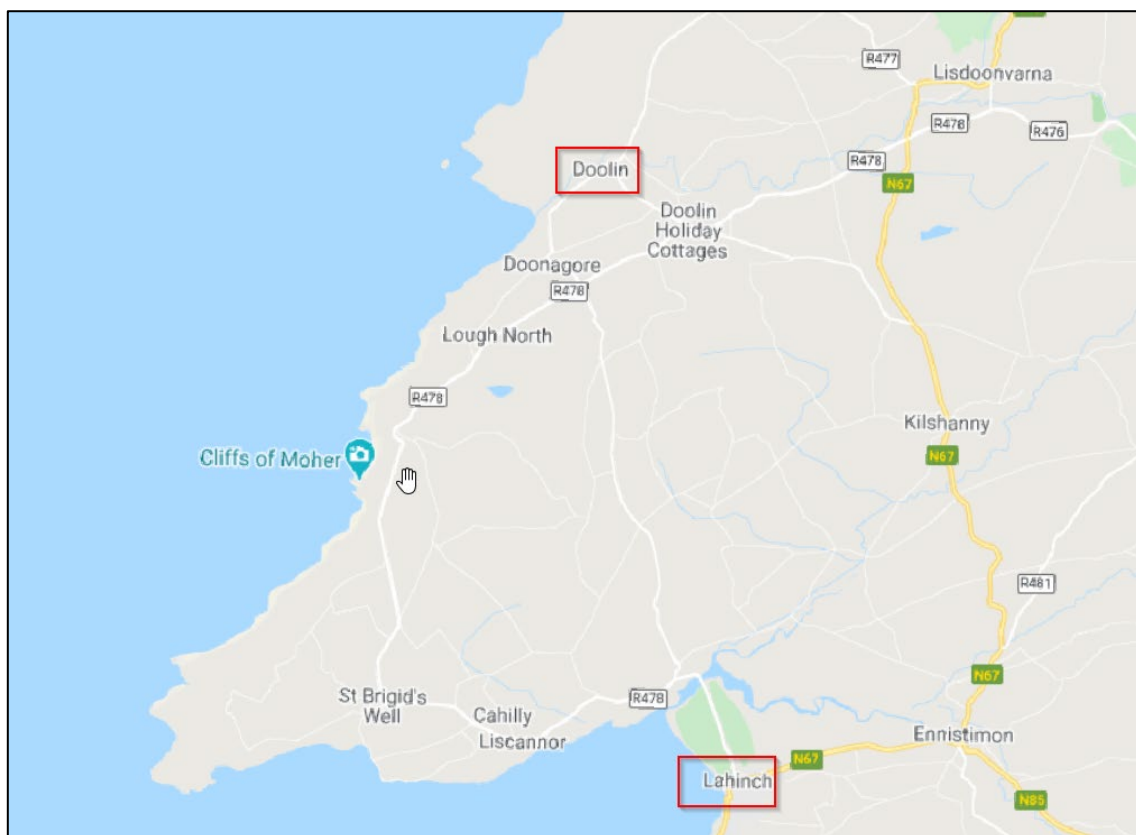 R477
Lisdoonvarna
R478
R476
R478
Doolin
N67
Doolin
Holiday
Cottages
Doonagore
R478
Lough North
R478
Kilshanny
Cliffs of Moher
N67
R481
N67
St Brigid's
Well
R478
Cahilly
Liscannor
Ennistimon
N67
Lahinch
N85